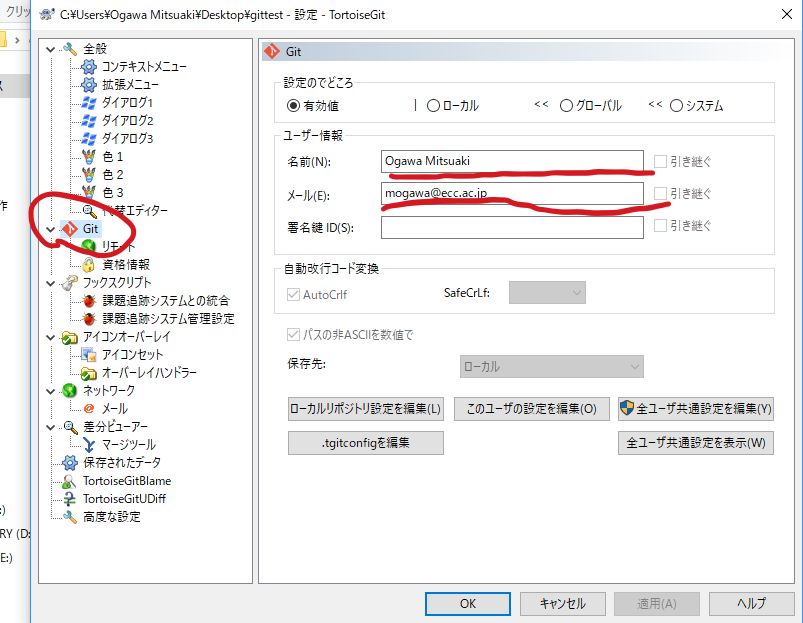 クリッ
C:¥Users¥Ogawa Mitsuaki¥Desktop¥gittest - 設定 - TortoiseGit
全般
コンテキストメニュー
拡張メニュー
ダイアログ1
ダイアログ2
ダイアログ3
色 1
色 2
色 3
代替エディター
Git
リモート
資格情報
フックスクリプト
課題追跡システムとの統合
課題追跡システム管理設定
アイコンオーバーレイ
アイコンセット
オーバーレイハンドラー
ネットワーク
メール
差分ビューアー
マージツール
保存されたデータ
TortoiseGitBlame
TortoiseGitUDiff
高度な設定
Git
設定のでどころ
有効値 | ローカル << グローバル << システム
ユーザー情報
名前(N): Ogawa Mitsuaki 引き継ぐ
メール(E): mogawa@ecc.ac.jp 引き継ぐ
署名鍵 ID(S): 引き継ぐ
自動改行コード変換
AutoCrlf SafeCrLf:
パスの非ASCIIを数値で
保存先: ローカル
ローカルリポジトリ設定を編集(L) このユーザの設定を編集(O) 全ユーザ共通設定を編集(Y)
.tgitconfigを編集 全ユーザ共通設定を表示(W)
OK キャンセル 適用(A) ヘルプ
作
:)
RY (D:
E:)